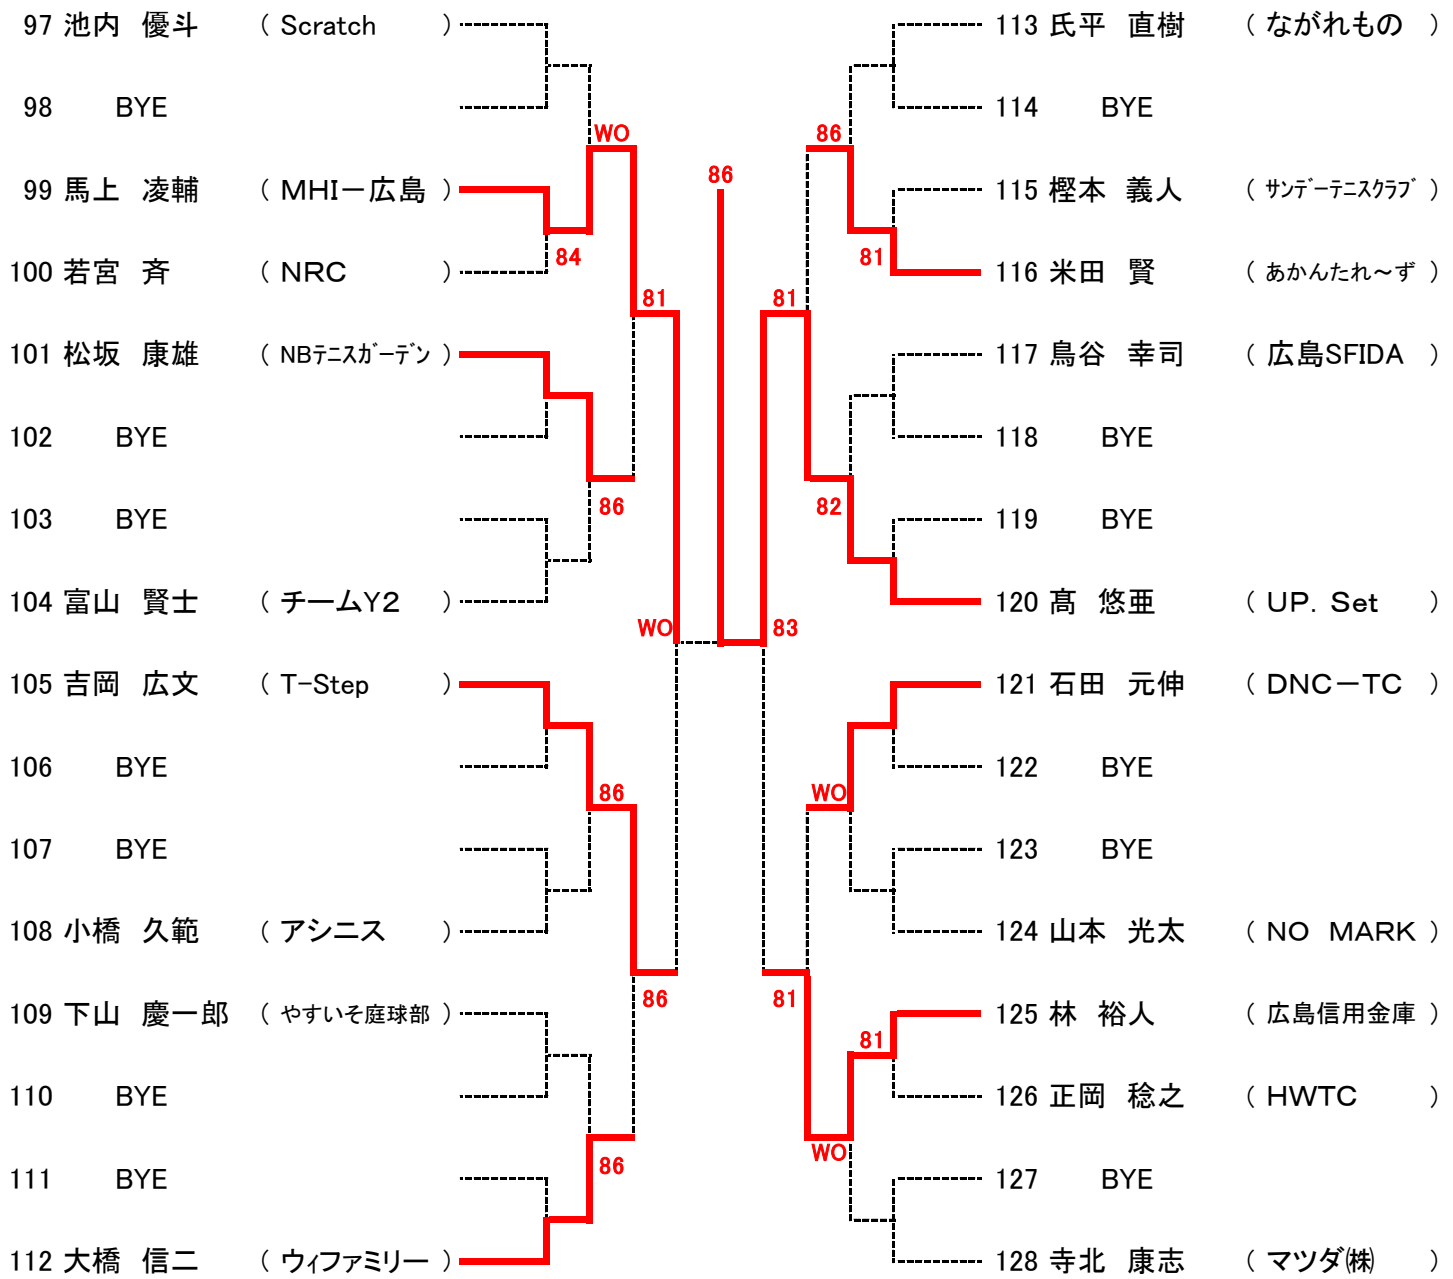 97 池内 優斗 ( Scratch )
98 BYE
WO
99 馬上 凌輔 ( MHI－広島 )
84
100 若宮 斉 ( NRC )
81
101 松坂 康雄 ( NBテニスガーデン )
102 BYE
86
103 BYE
104 富山 賢士 ( チームY2 )
WO
105 吉岡 広文 ( T-Step )
106 BYE
86
107 BYE
108 小橋 久範 ( アシニス )
86
109 下山 慶一郎 ( やすいそ庭球部 )
110 BYE
86
111 BYE
112 大橋 信二 ( ウィファミリー )
86
113 氏平 直樹 ( ながれもの )
114 BYE
86
115 樫本 義人 ( サンデーテニスクラブ )
81
116 米田 賢 ( あかんたれ～ず )
81
117 鳥谷 幸司 ( 広島SFIDA )
118 BYE
82
119 BYE
120 髙 悠亜 ( UP．Set )
83
121 石田 元伸 ( DNC－TC )
122 BYE
WO
123 BYE
124 山本 光太 ( NO MARK )
81
125 林 裕人 ( 広島信用金庫 )
81
126 正岡 稔之 ( HWTC )
WO
127 BYE
128 寺北 康志 ( マツダ㈱ )